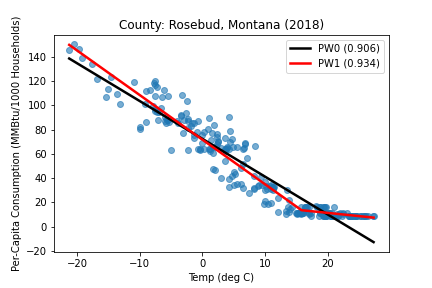 County: Rosebud, Montana (2018)
PW0 (0.906)
PW1 (0.934)
Per-Capita Consumption (MMBtu/1000 Households)
140
120
100
80
60
40
20
0
−20
−20
−10
0
10
20
Temp (deg C)